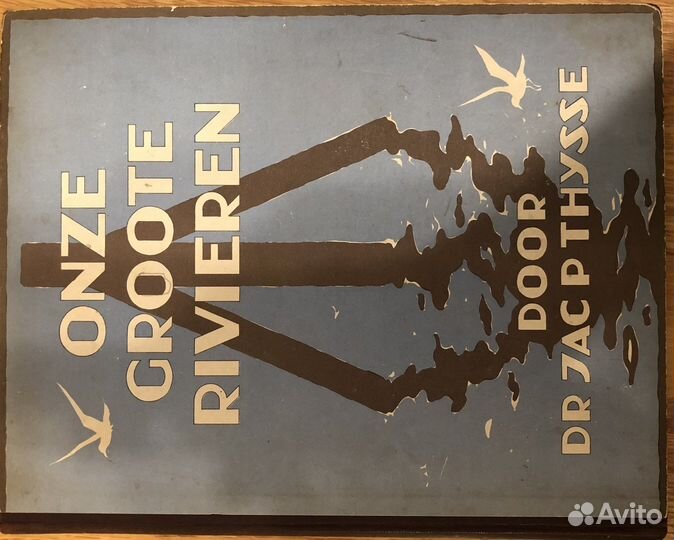 ONZE
GROOTE
RIVIEREN
DOOR
DR JAC P THYSSE
Avito